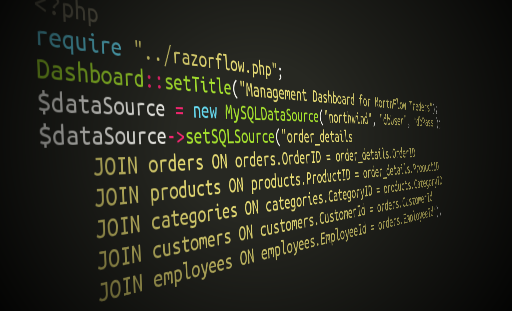 <?php
require "../razorflow.php";
Dashboard::setTitle("Management Dashboard for NorthFlow Traders");
$dataSource = new MySQLDataSource("northwind", 'dbUser', 'dbPass');
$dataSource->setSQLSource("order_details
JOIN orders ON orders.OrderID = order_details.OrderID
JOIN products ON products.ProductID = order_details.ProductID
JOIN categories ON categories.CategoryID = products.CategoryID
JOIN customers ON customers.CustomerId = orders.CustomerId
JOIN employees ON employees.EmployeeId = orders.EmployeeId");